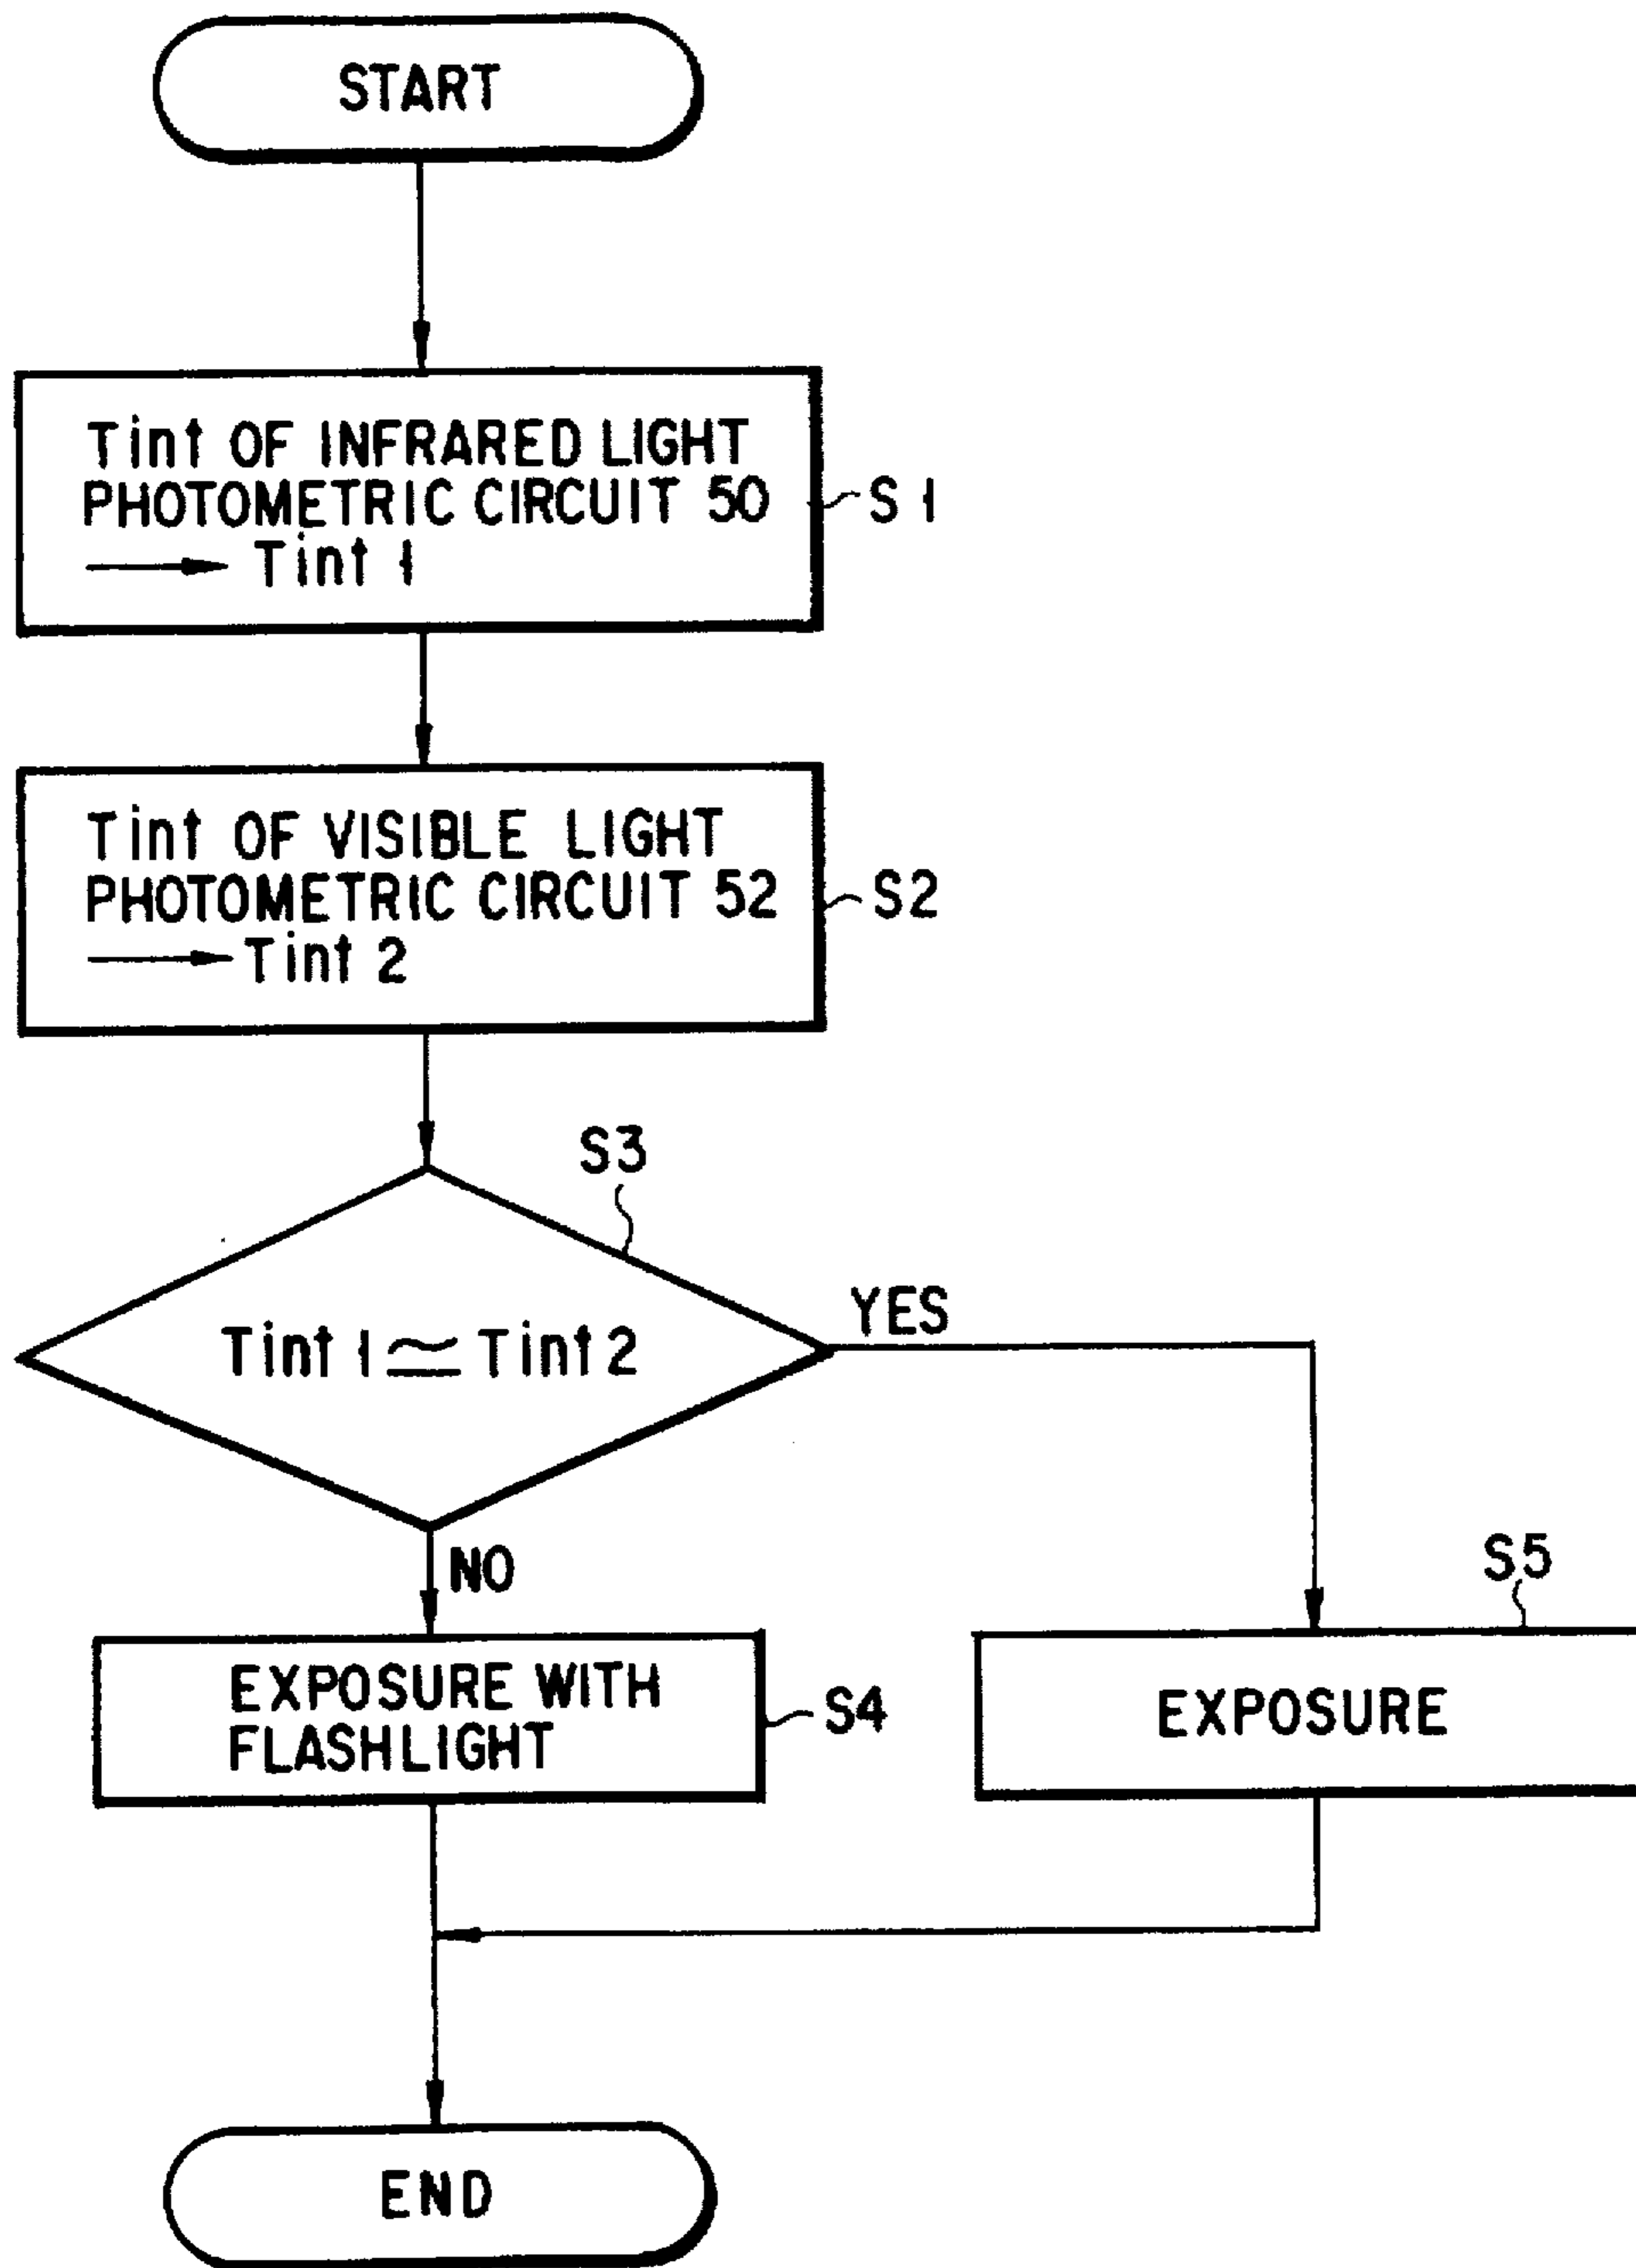 START
Tint OF INFRARED LIGHT
PHOTOMETRIC CIRCUIT 50
⟶ Tint 1
S1
Tint OF VISIBLE LIGHT
PHOTOMETRIC CIRCUIT 52
⟶ Tint 2
S2
S3
Tint 1 ≃ Tint 2
YES
NO
EXPOSURE WITH
FLASHLIGHT
S4
S5
EXPOSURE
END